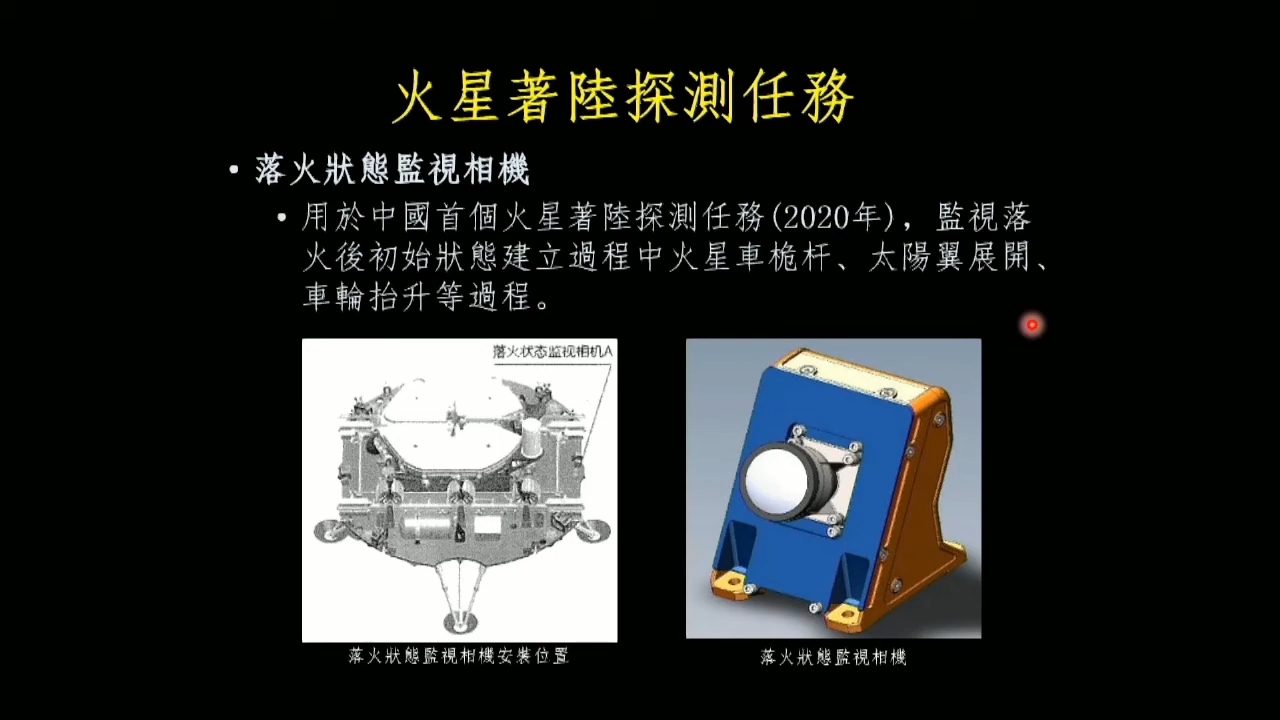 火星著陸探測任務
• 落火狀態監視相機
• 用於中國首個火星著陸探測任務(2020年)，監視落
火後初始狀態建立過程中火星車桅杆、太陽翼展開、
車輪抬升等過程。
落火状态监视相机A
落火狀態監視相機安裝位置
落火狀態監視相機